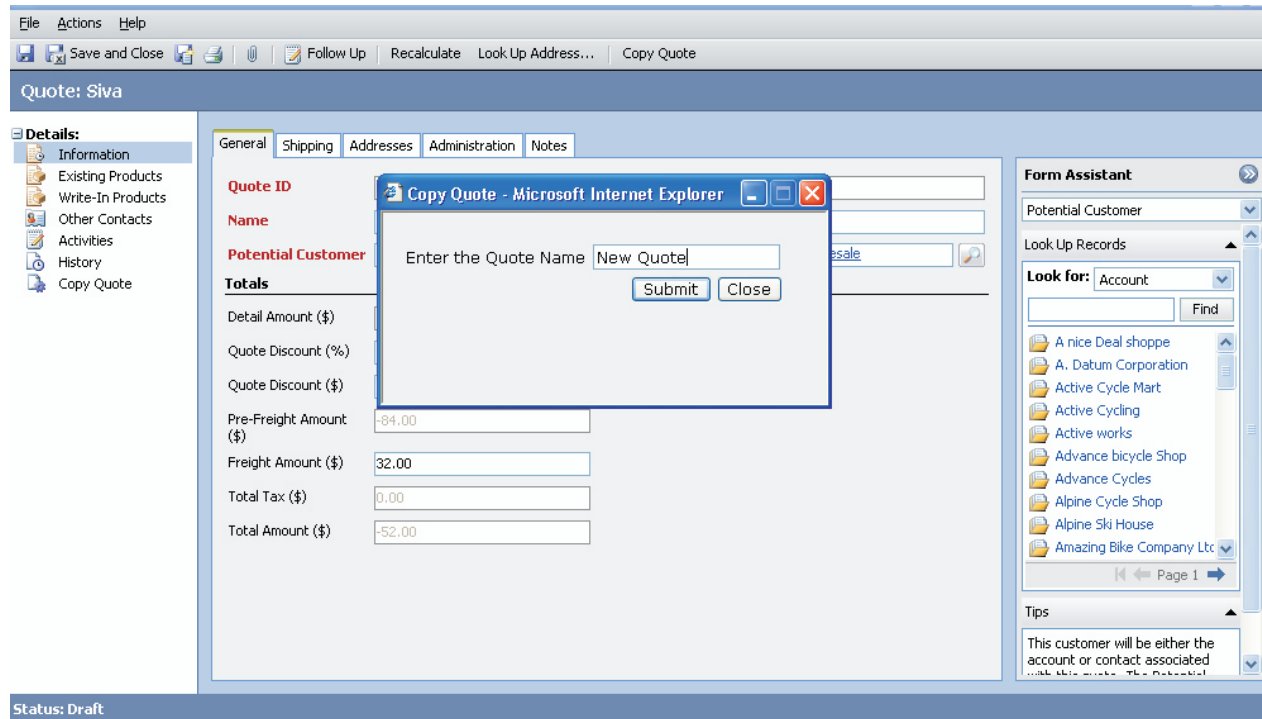 File Actions Help
Save and Close Follow Up Recalculate Look Up Address... Copy Quote
Quote: Siva
Details:
Information
Existing Products
Write-In Products
Other Contacts
Activities
History
Copy Quote
General Shipping Addresses Administration Notes
Quote ID
Name
Potential Customer
esale
Totals
Detail Amount ($)
Quote Discount (%)
Quote Discount ($)
Pre-Freight Amount
($)
-84.00
Freight Amount ($) 32.00
Total Tax ($) 0.00
Total Amount ($) -52.00
Copy Quote - Microsoft Internet Explorer
Enter the Quote Name New Quote
Submit Close
Form Assistant
Potential Customer
Look Up Records
Look for: Account
Find
A nice Deal shoppe
A. Datum Corporation
Active Cycle Mart
Active Cycling
Active works
Advance bicycle Shop
Advance Cycles
Alpine Cycle Shop
Alpine Ski House
Amazing Bike Company Ltc
Page 1
Tips
This customer will be either the
account or contact associated
with this quote. The Potential
Status: Draft